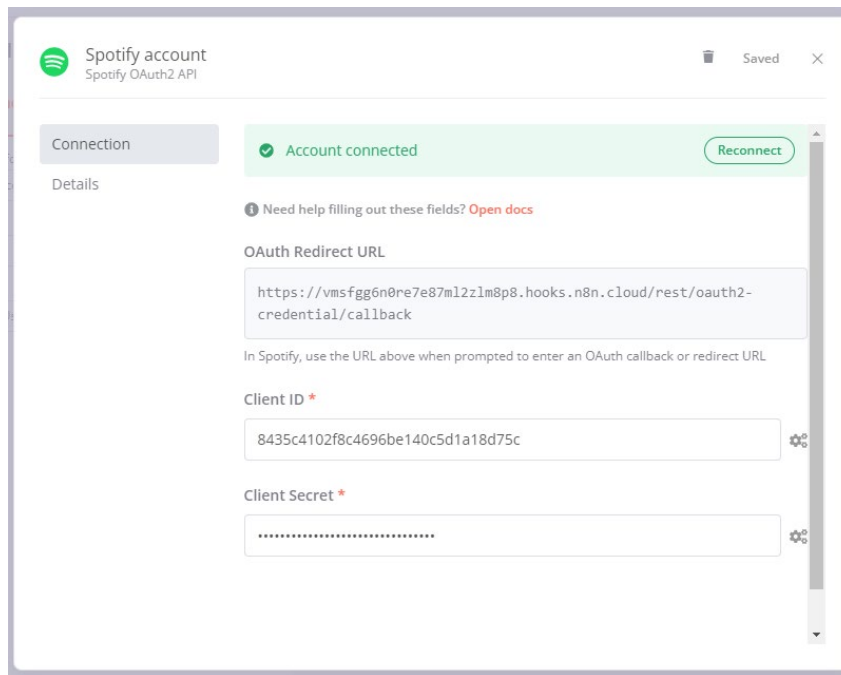 Spotify account
Saved
Spotify OAuth2 API
Connection
Details
Account connected
Reconnect
Need help filling out these fields? Open docs
OAuth Redirect URL
https://vmsfgg6n0re7e87ml2zlm8p8.hooks.n8n.cloud/rest/oauth2-
credential/callback
In Spotify, use the URL above when prompted to enter an OAuth callback or redirect URL
Client ID *
8435c4102f8c4696be140c5d1a18d75c
Client Secret *
••••••••••••••••••••••••••••••••